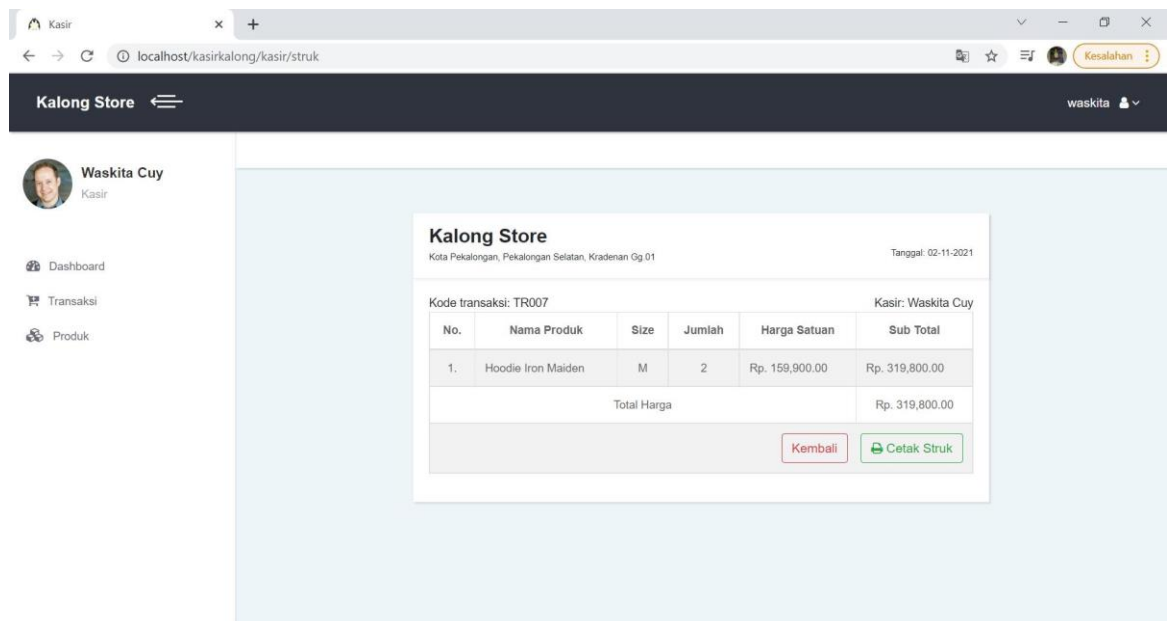 Kasir
localhost/kasirkalong/kasir/struk
Kesalahan
Kalong Store
waskita
Waskita Cuy
Kasir
Dashboard
Transaksi
Produk
Kalong Store
Kota Pekalongan, Pekalongan Selatan, Kradenan Gg.01
Tanggal: 02-11-2021
Kode transaksi: TR007 Kasir: Waskita Cuy
No. Nama Produk Size Jumlah Harga Satuan Sub Total
1. Hoodie Iron Maiden M 2 Rp. 159,900.00 Rp. 319,800.00
Total Harga Rp. 319,800.00
Kembali Cetak Struk